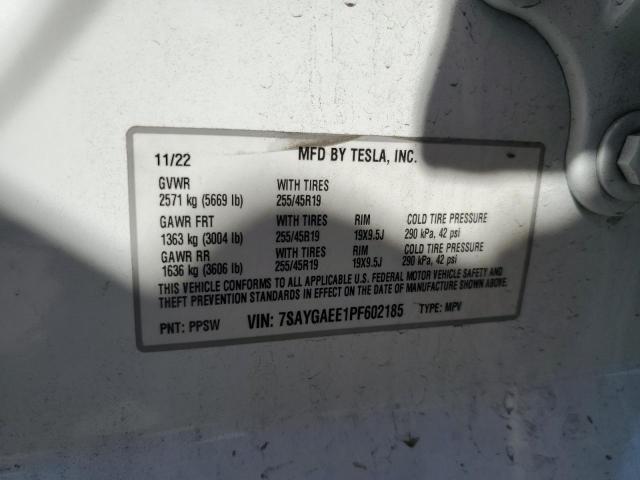 11/22 MFD BY TESLA, INC.
GVWR WITH TIRES
2571 kg (5669 lb) 255/45R19
GAWR FRT WITH TIRES RIM COLD TIRE PRESSURE
1363 kg (3004 lb) 255/45R19 19X9.5J 290 kPa, 42 psi
GAWR RR WITH TIRES RIM COLD TIRE PRESSURE
1636 kg (3606 lb) 255/45R19 19X9.5J 290 kPa, 42 psi
THIS VEHICLE CONFORMS TO ALL APPLICABLE U.S. FEDERAL MOTOR VEHICLE SAFETY AND
THEFT PREVENTION STANDARDS IN EFFECT ON THE DATE OF MANUFACTURE SHOWN ABOVE.
PNT: PPSW VIN: 7SAYGAEE1PF602185 TYPE: MPV